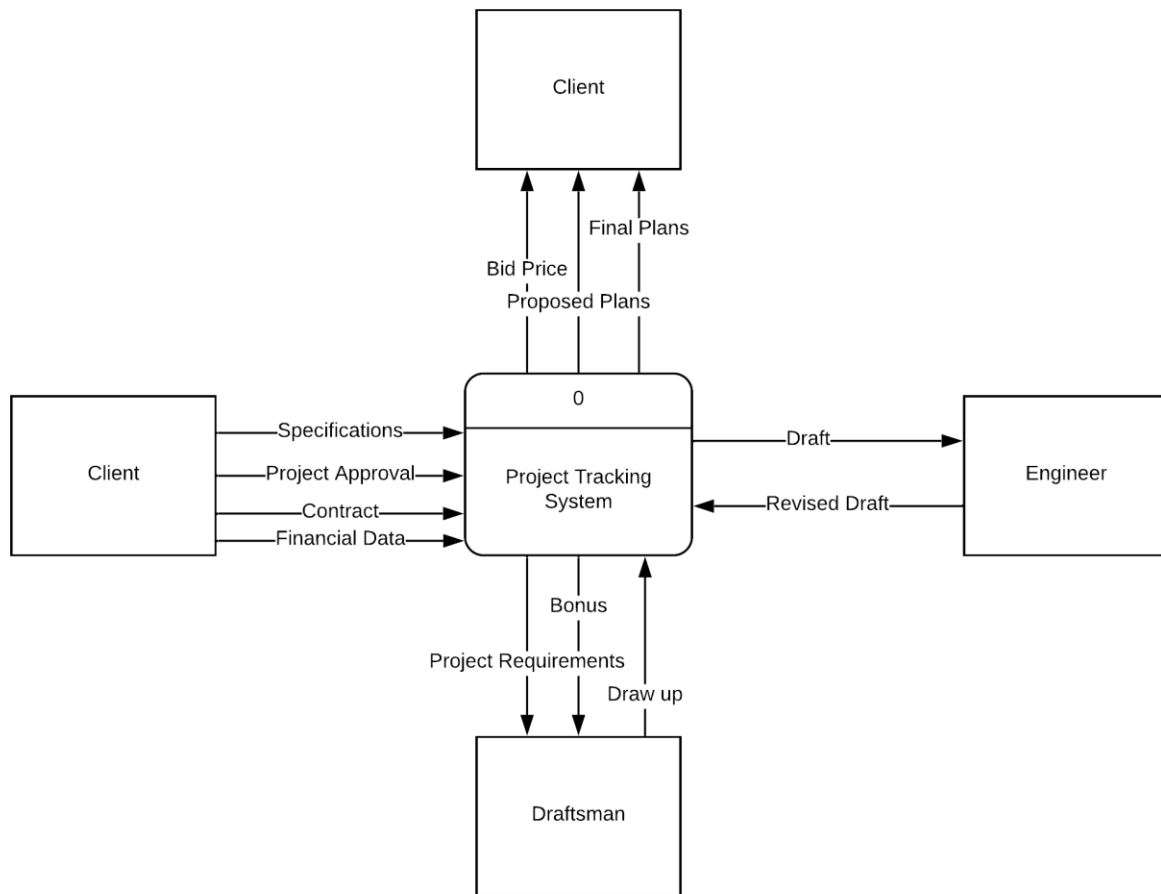 Client
Final Plans
Bid Price
Proposed Plans
0
Project Tracking
System
Client
Specifications
Project Approval
Contract
Financial Data
Draft
Revised Draft
Engineer
Bonus
Project Requirements
Draw up
Draftsman